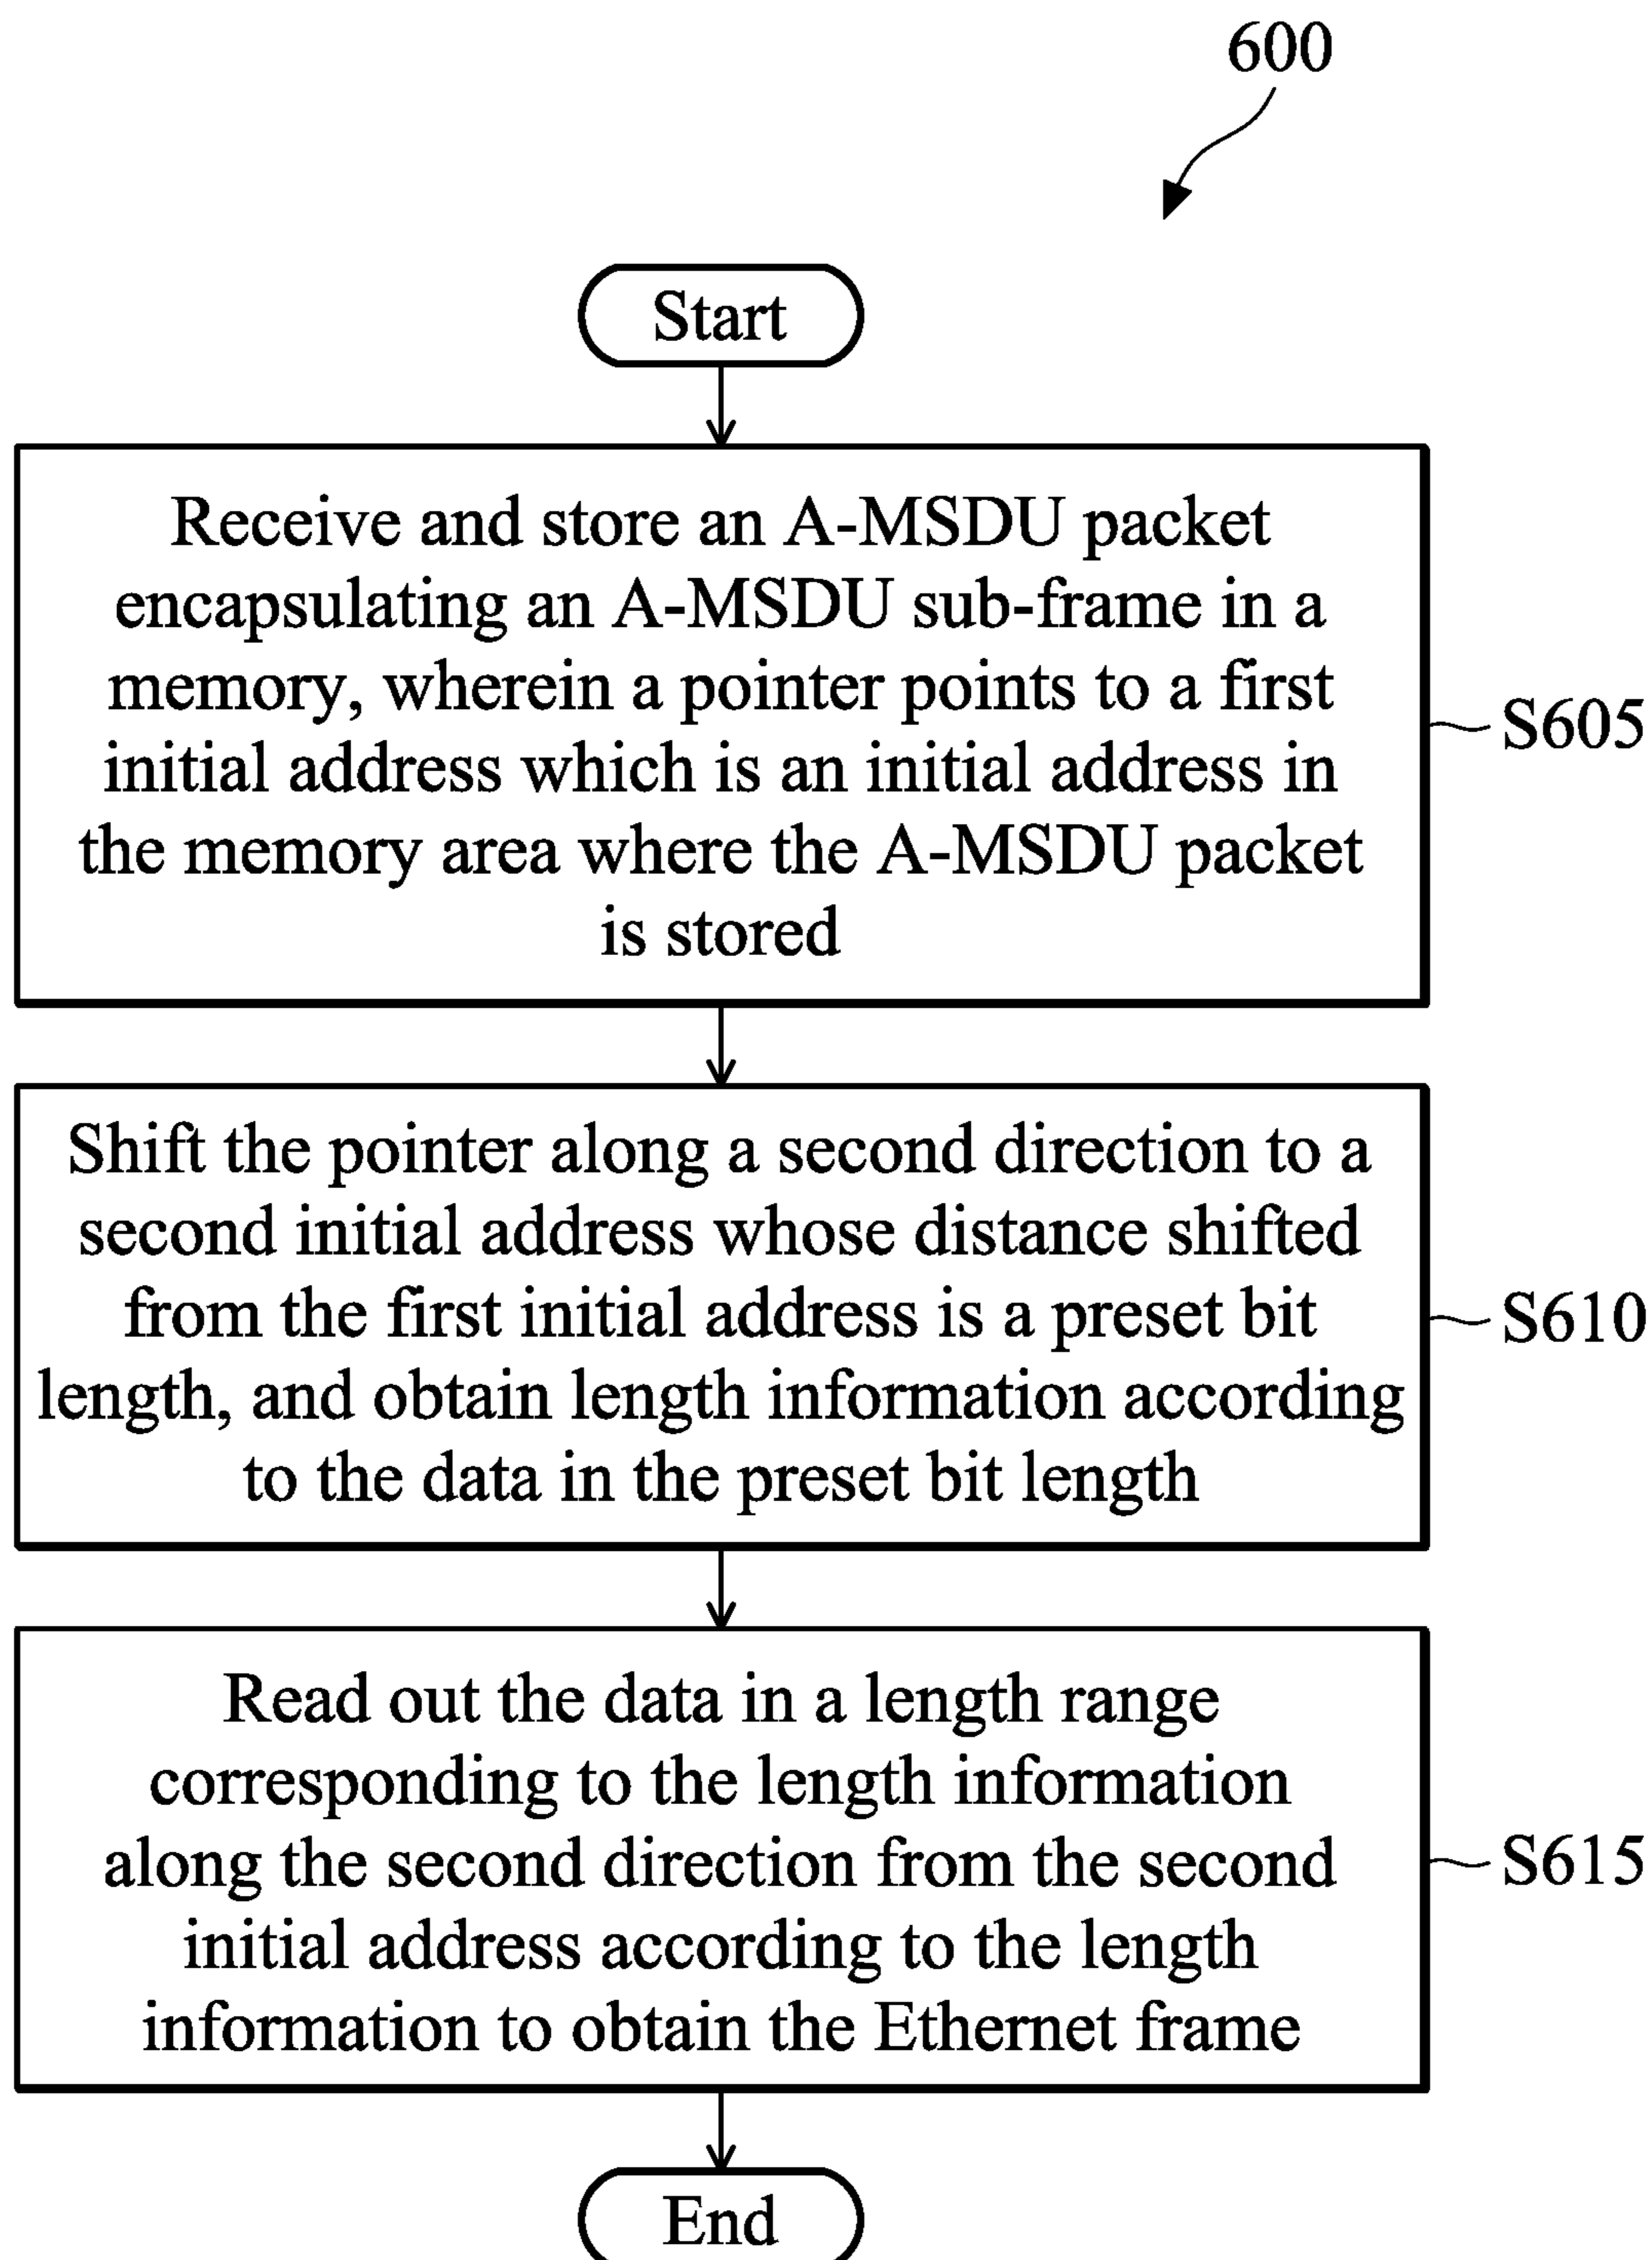 600
Start
Receive and store an A-MSDU packet
encapsulating an A-MSDU sub-frame in a
memory, wherein a pointer points to a first
initial address which is an initial address in
the memory area where the A-MSDU packet
is stored
S605
Shift the pointer along a second direction to a
second initial address whose distance shifted
from the first initial address is a preset bit
length, and obtain length information according
to the data in the preset bit length
S610
Read out the data in a length range
corresponding to the length information
along the second direction from the second
initial address according to the length
information to obtain the Ethernet frame
S615
End